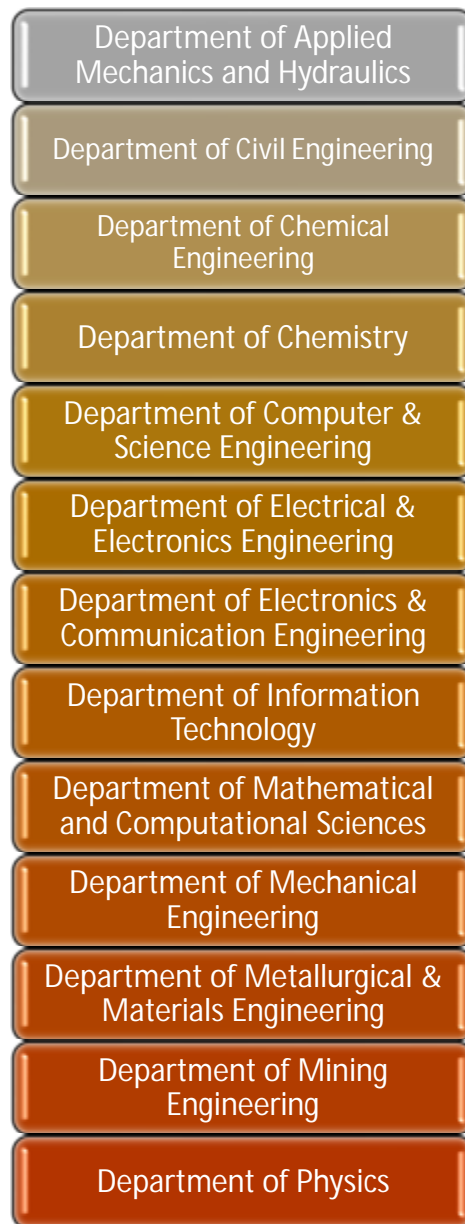 Department of Applied
Mechanics and Hydraulics
Department of Civil Engineering
Department of Chemical
Engineering
Department of Chemistry
Department of Computer &
Science Engineering
Department of Electrical &
Electronics Engineering
Department of Electronics &
Communication Engineering
Department of Information
Technology
Department of Mathematical
and Computational Sciences
Department of Mechanical
Engineering
Department of Metallurgical &
Materials Engineering
Department of Mining
Engineering
Department of Physics